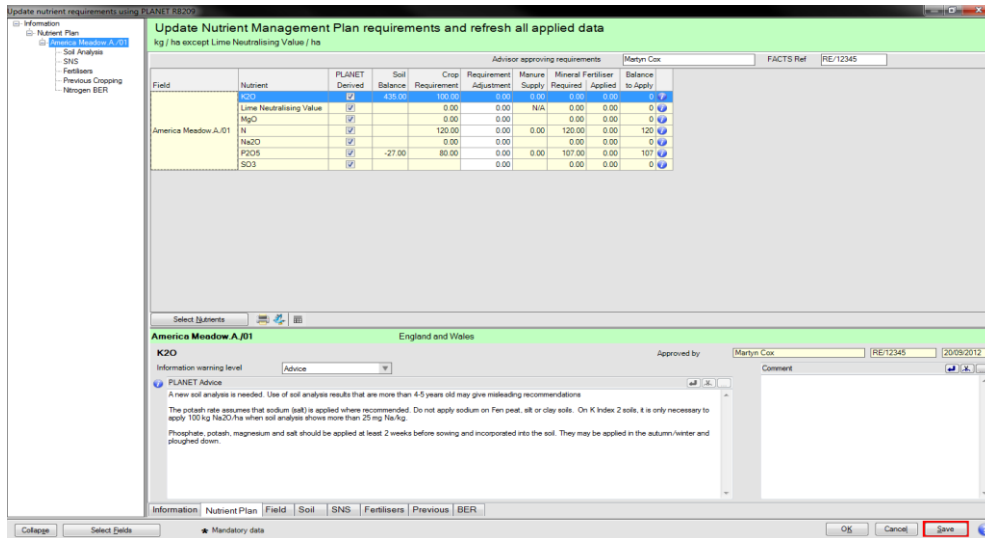 Update nutrient requirements using PLANET RB209
Information
Nutrient Plan
America Meadow.A./01
Soil Analysis
SNS
Fertilisers
Previous Cropping
Nitrogen BER
Update Nutrient Management Plan requirements and refresh all applied data
kg / ha except Lime Neutralising Value / ha
Advisor approving requirements Martyn Cox FACTS Ref RE/12345
Field Nutrient PLANET Derived Soil Balance Crop Requirement Requirement Adjustment Manure Supply Mineral Fertiliser Required Applied Balance to Apply
K2O 435.00 100.00 0.00 0.00 0.00 0.00 0
Lime Neutralising Value 0.00 0.00 N/A 0.00 0.00 0
MgO 0.00 0.00 0.00 0.00 0
America Meadow.A./01 N 120.00 0.00 0.00 120.00 0.00 120
Na2O 0.00 0.00 0.00 0.00 0
P2O5 -27.00 80.00 0.00 0.00 107.00 0.00 107
SO3 0.00 0.00 0.00 0
Select Nutrients
America Meadow.A./01 England and Wales
K2O Approved by Martyn Cox RE/12345 20/09/2012
Information warning level Advice Comment
PLANET Advice
A new soil analysis is needed. Use of soil analysis results that are more than 4-5 years old may give misleading recommendations
The potash rate assumes that sodium (salt) is applied where recommended. Do not apply sodium on Fen peat, silt or clay soils. On K Index 2 soils, it is only necessary to
apply 100 kg Na2O/ha when soil analysis shows more than 25 mg Na/kg.
Phosphate, potash, magnesium and salt should be applied at least 2 weeks before sowing and incorporated into the soil. They may be applied in the autumn/winter and
ploughed down.
Information Nutrient Plan Field Soil SNS Fertilisers Previous BER
Collapse Select Fields Mandatory data OK Cancel Save